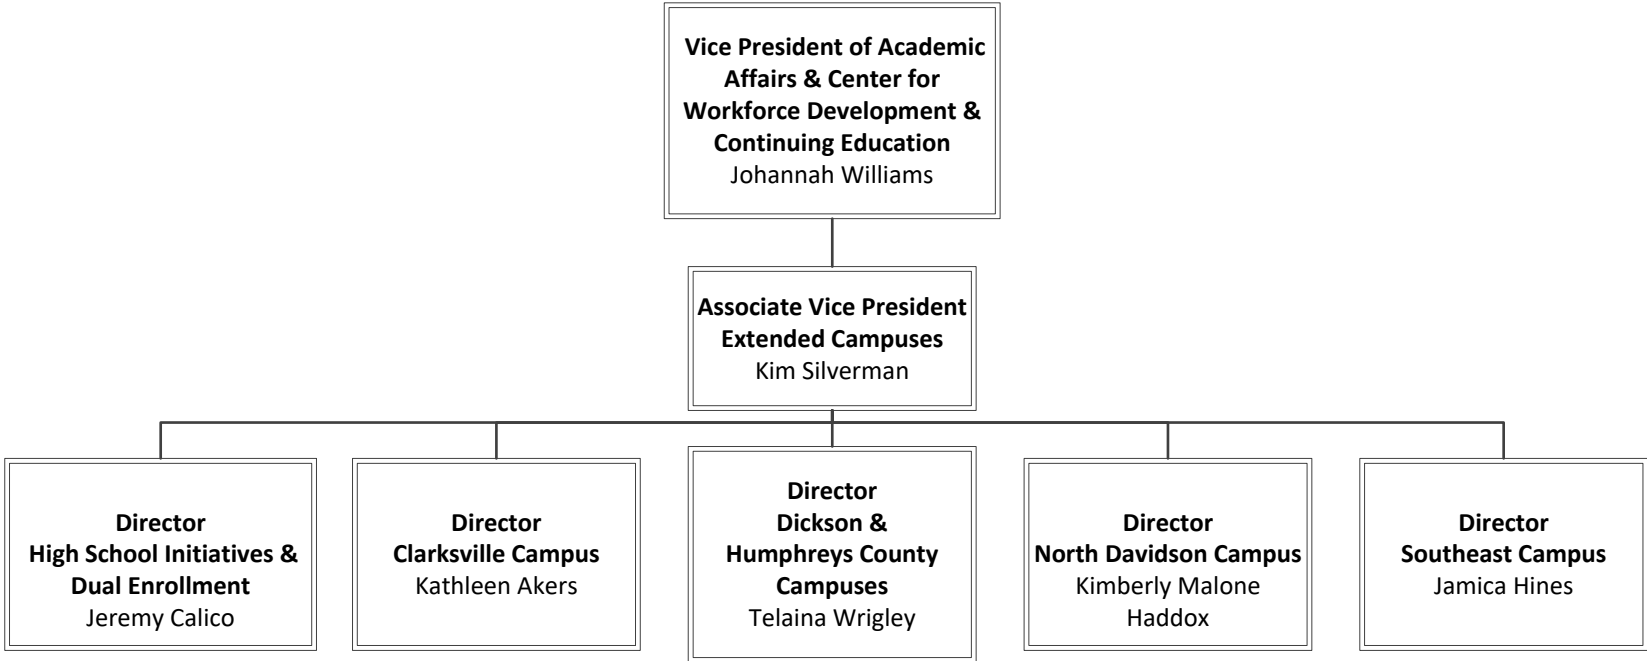 Vice President of Academic
Affairs & Center for
Workforce Development &
Continuing Education
Johannah Williams
Associate Vice President
Extended Campuses
Kim Silverman
Director
High School Initiatives &
Dual Enrollment
Jeremy Calico
Director
Clarksville Campus
Kathleen Akers
Director
Dickson &
Humphreys County
Campuses
Telaina Wrigley
Director
North Davidson Campus
Kimberly Malone
Haddox
Director
Southeast Campus
Jamica Hines